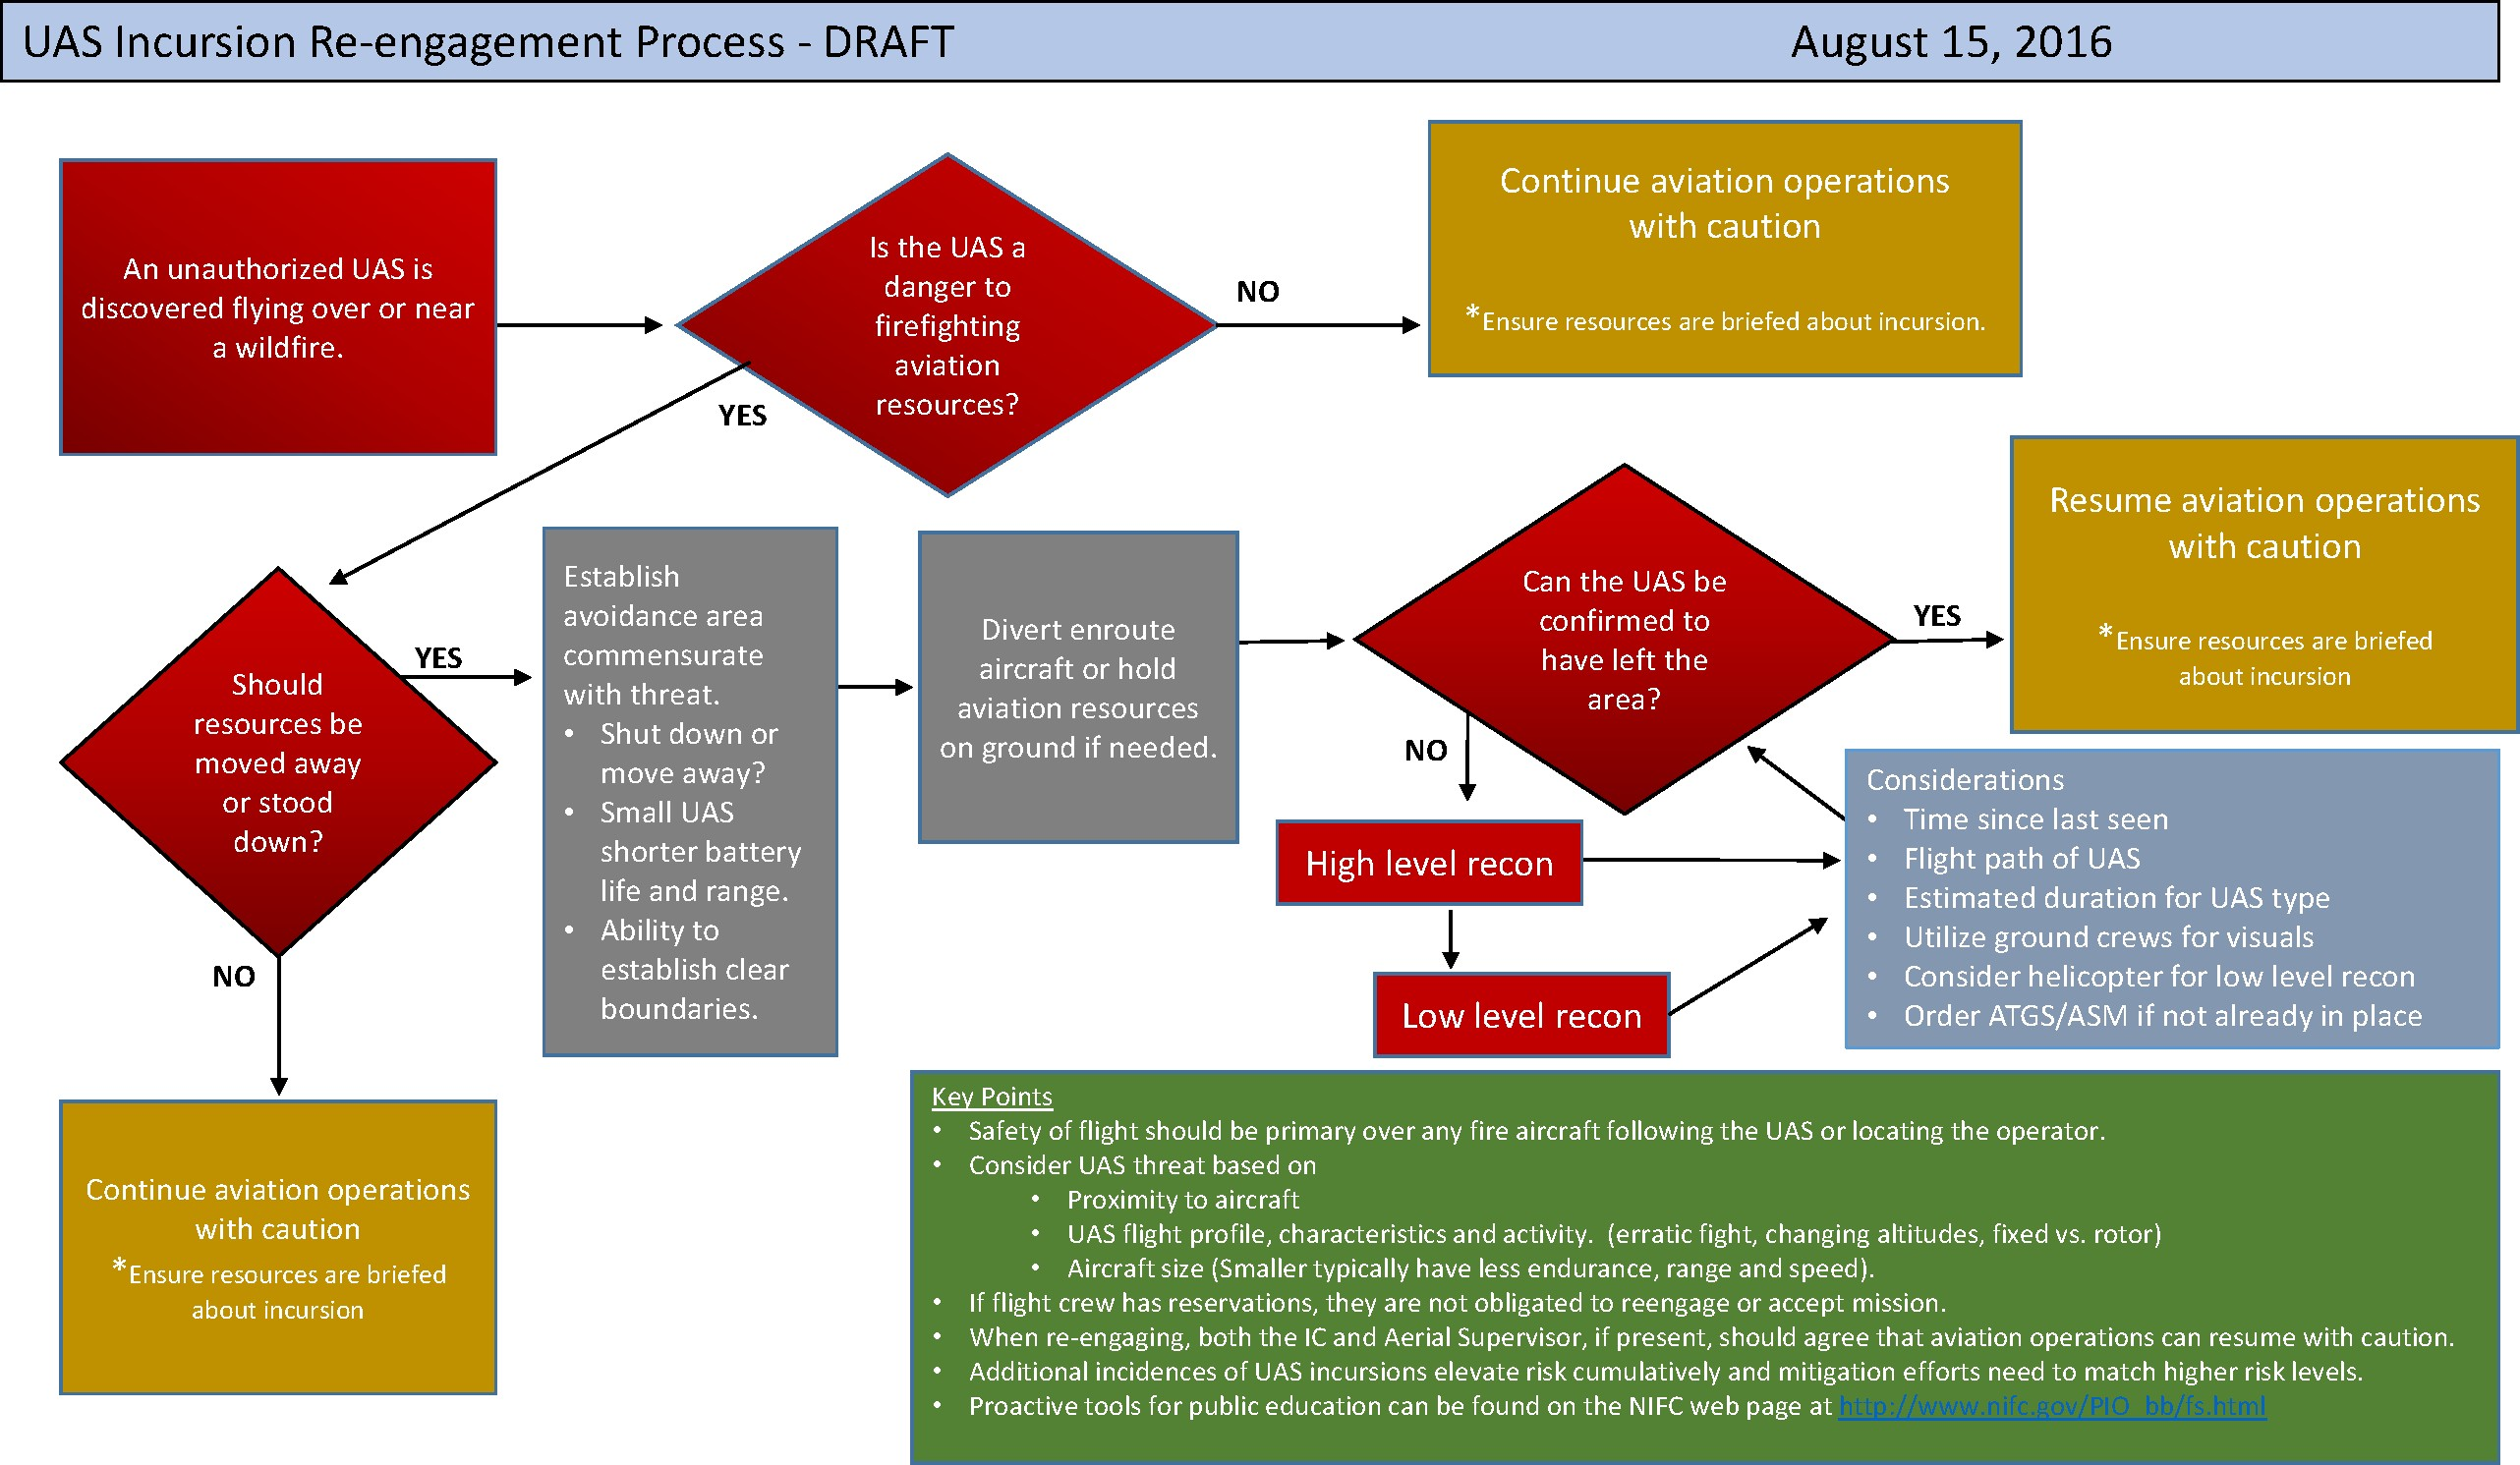 UAS Incursion Re-engagement Process - DRAFT
August 15, 2016
An unauthorized UAS is
discovered flying over or near
a wildfire.
Is the UAS a
danger to
firefighting
aviation
resources?
NO
Continue aviation operations
with caution
*Ensure resources are briefed about incursion.
YES
Should
resources be
moved away
or stood
down?
YES
Establish
avoidance area
commensurate
with threat.
• Shut down or
move away?
• Small UAS
shorter battery
life and range.
• Ability to
establish clear
boundaries.
Divert enroute
aircraft or hold
aviation resources
on ground if needed.
Can the UAS be
confirmed to
have left the
area?
YES
Resume aviation operations
with caution
*Ensure resources are briefed
about incursion
NO
High level recon
Low level recon
Considerations
• Time since last seen
• Flight path of UAS
• Estimated duration for UAS type
• Utilize ground crews for visuals
• Consider helicopter for low level recon
• Order ATGS/ASM if not already in place
NO
Continue aviation operations
with caution
*Ensure resources are briefed
about incursion
Key Points
• Safety of flight should be primary over any fire aircraft following the UAS or locating the operator.
• Consider UAS threat based on
• Proximity to aircraft
• UAS flight profile, characteristics and activity. (erratic fight, changing altitudes, fixed vs. rotor)
• Aircraft size (Smaller typically have less endurance, range and speed).
• If flight crew has reservations, they are not obligated to reengage or accept mission.
• When re-engaging, both the IC and Aerial Supervisor, if present, should agree that aviation operations can resume with caution.
• Additional incidences of UAS incursions elevate risk cumulatively and mitigation efforts need to match higher risk levels.
• Proactive tools for public education can be found on the NIFC web page at http://www.nifc.gov/PIO_bb/fs.html